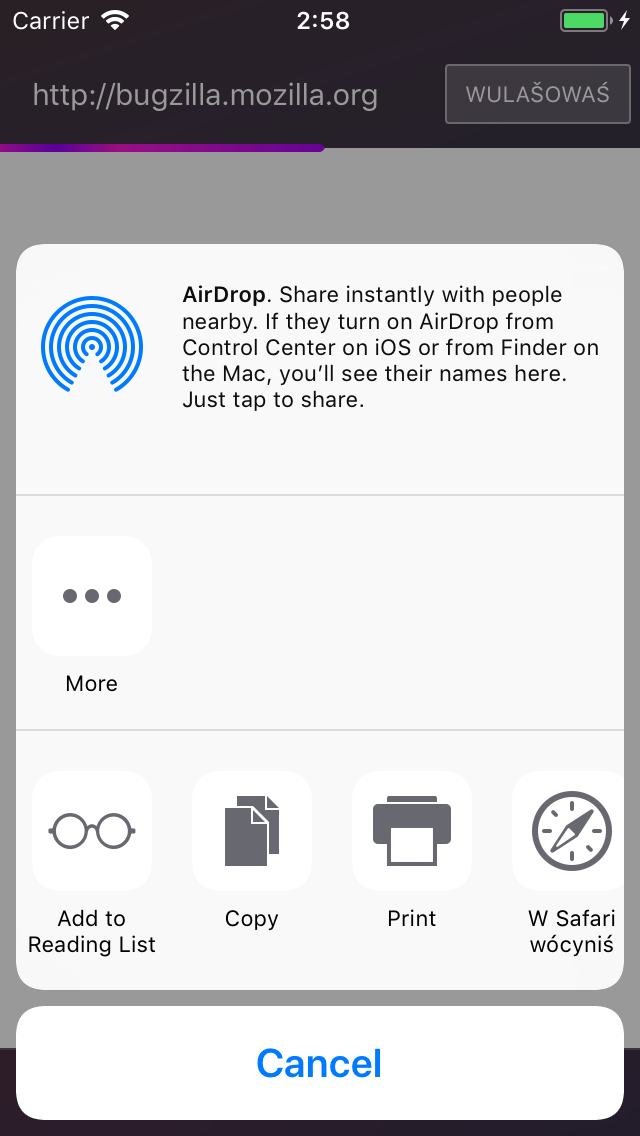 Carrier 2:58
http://bugzilla.mozilla.org WULAŠOWAŚ
AirDrop. Share instantly with people
nearby. If they turn on AirDrop from
Control Center on iOS or from Finder on
the Mac, you’ll see their names here.
Just tap to share.
More
Add to
Reading List
Copy
Print
W Safari
wócyniś
Cancel